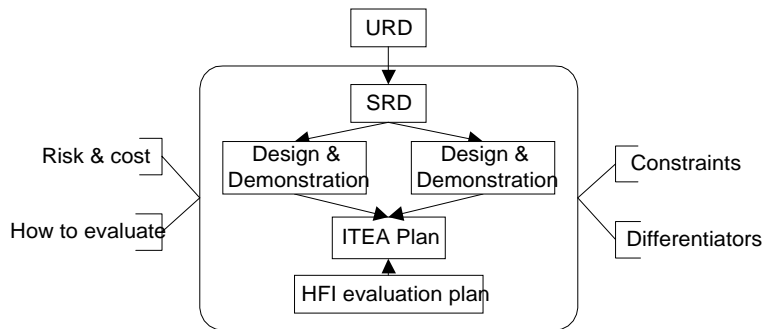 URD
SRD
Risk & cost
How to evaluate
Design &
Demonstration
Design &
Demonstration
Constraints
Differentiators
ITEA Plan
HFI evaluation plan